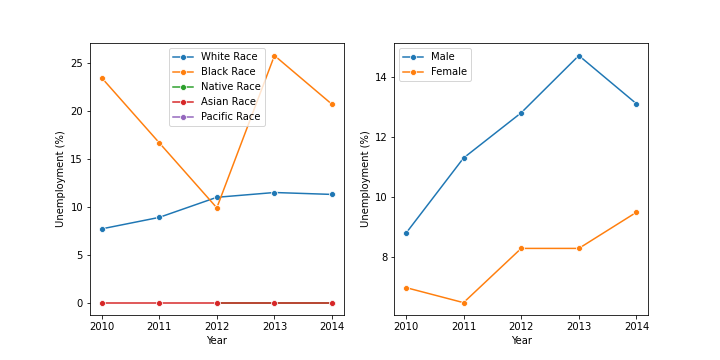 White Race
Black Race
Native Race
Asian Race
Pacific Race
Unemployment (%)
25
20
15
10
5
0
2010 2011 2012 2013 2014
Year
Male
Female
Unemployment (%)
14
12
10
8
2010 2011 2012 2013 2014
Year